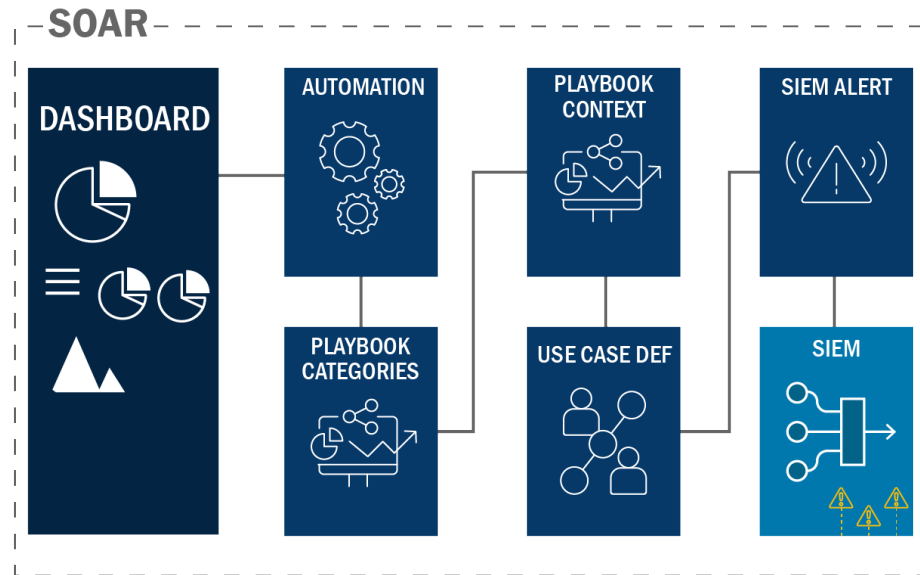 SOAR
DASHBOARD
AUTOMATION
PLAYBOOK
CATEGORIES
PLAYBOOK
CONTEXT
USE CASE DEF
SIEM ALERT
SIEM